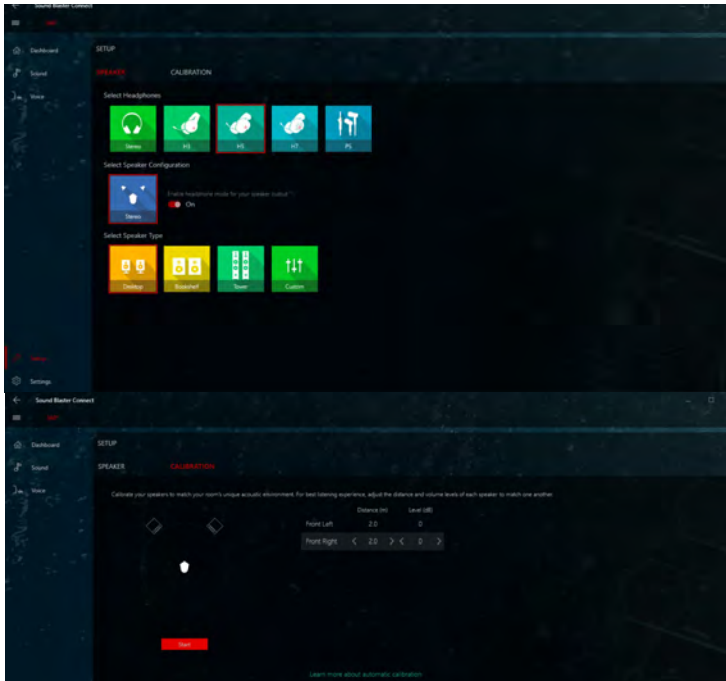 Sound Blaster Connect
Dashboard
SETUP
Sound
SPEAKER
CALIBRATION
Voice
Select Headphones
Stereo
H3
H5
H7
P5
Select Speaker Configuration
Enable headphone mode for your speaker output
On
Stereo
Select Speaker Type
Desktop
Bookshelf
Tower
Custom
Settings
Sound Blaster Connect
Dashboard
SETUP
Sound
SPEAKER
CALIBRATION
Voice
Calibrate your speakers to match your room's unique acoustic environment. For best listening experience, adjust the distance and volume levels of each speaker to match one another.
Distance (m) Level (dB)
Front Left 2.0 0
Front Right < 2.0 > < 0 >
Start
Learn more about automatic calibration